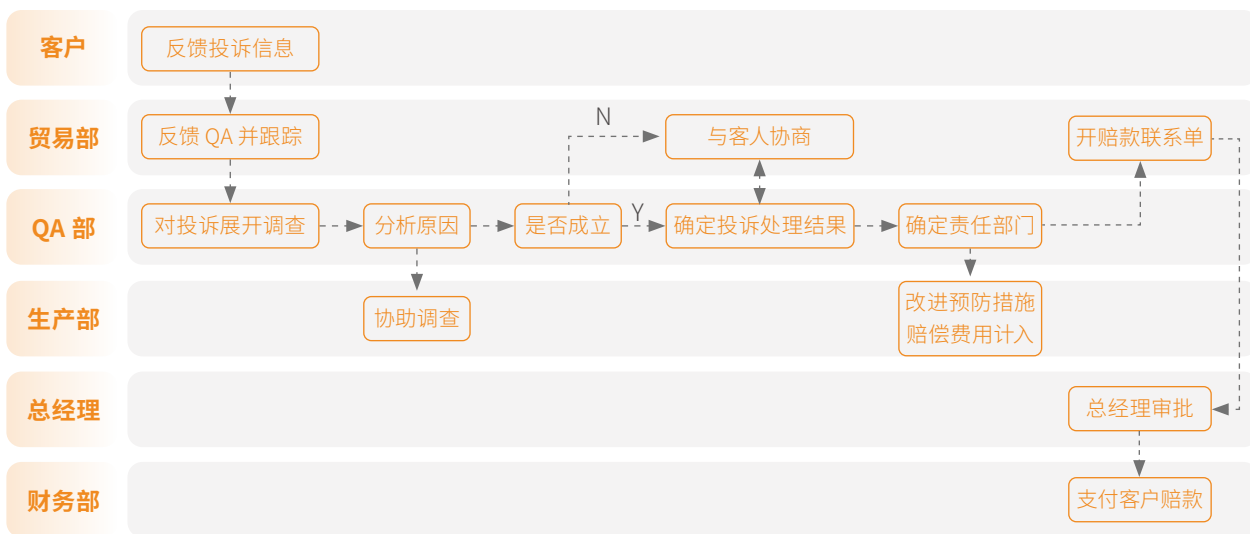 客户
反馈投诉信息
贸易部
反馈 QA 并跟踪
N
与客人协商
开赔款联系单
QA 部
对投诉展开调查
分析原因
是否成立
Y
确定投诉处理结果
确定责任部门
生产部
协助调查
改进预防措施
赔偿费用计入
总经理
总经理审批
财务部
支付客户赔款